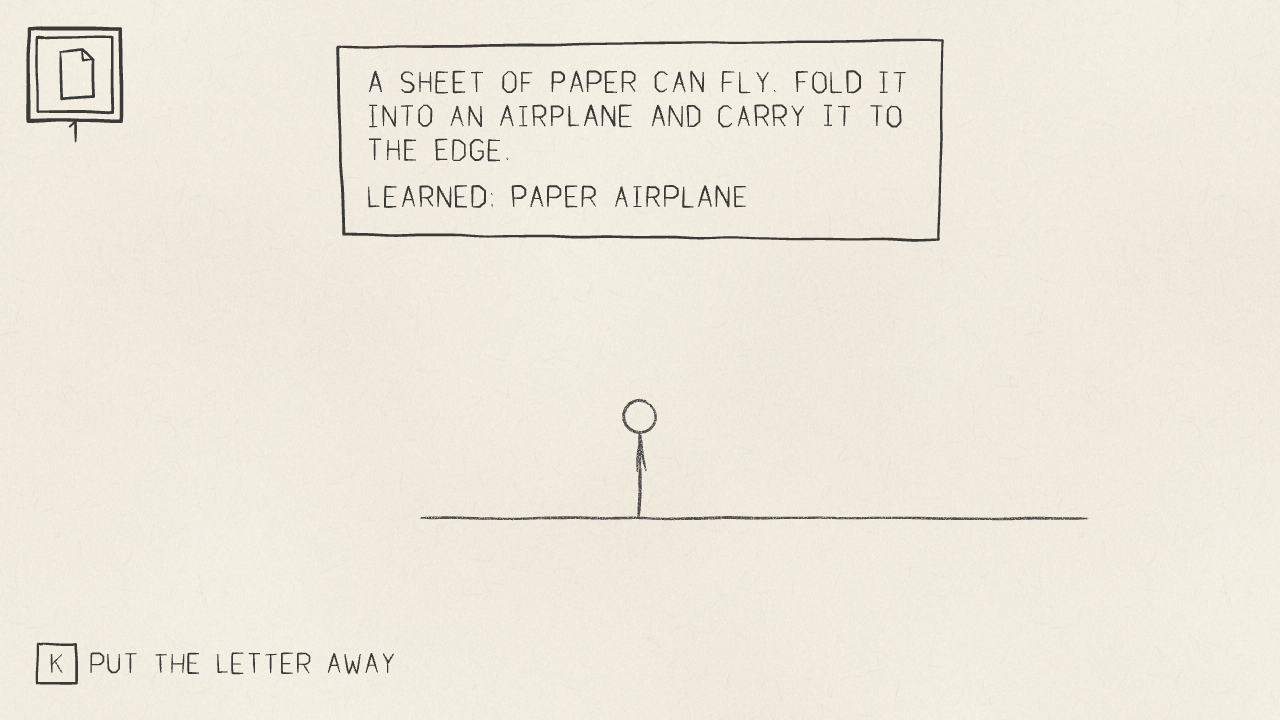 1
A SHEET OF PAPER CAN FLY. FOLD IT
INTO AN AIRPLANE AND CARRY IT TO
THE EDGE.
LEARNED: PAPER AIRPLANE
K PUT THE LETTER AWAY